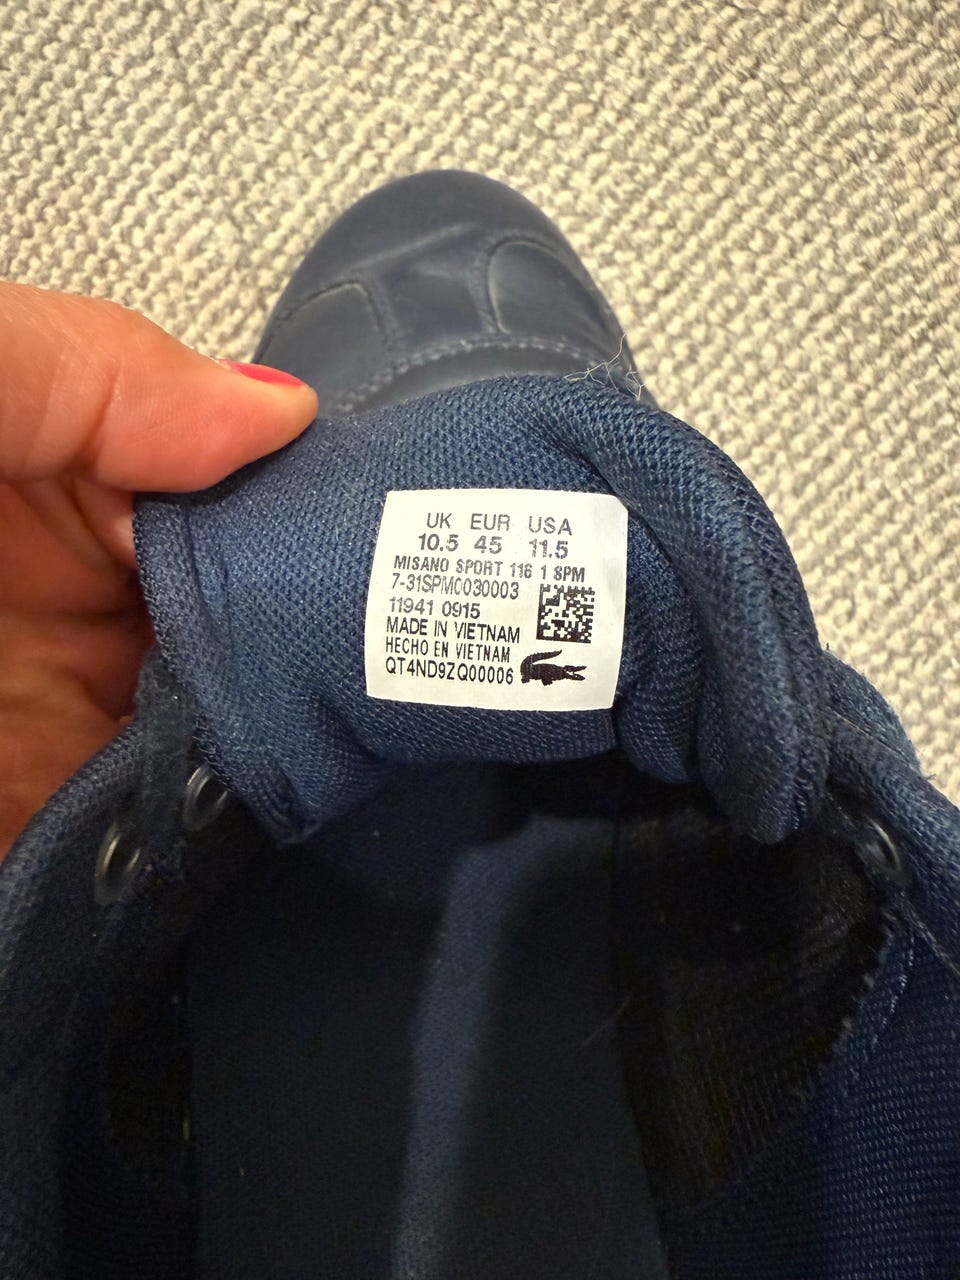 UK EUR USA
10.5 45 11.5
MISANO SPORT 116 1 SPM
7-31SPM0030003
11941 0915
MADE IN VIETNAM
HECHO EN VIETNAM
QT4ND9ZQ00006